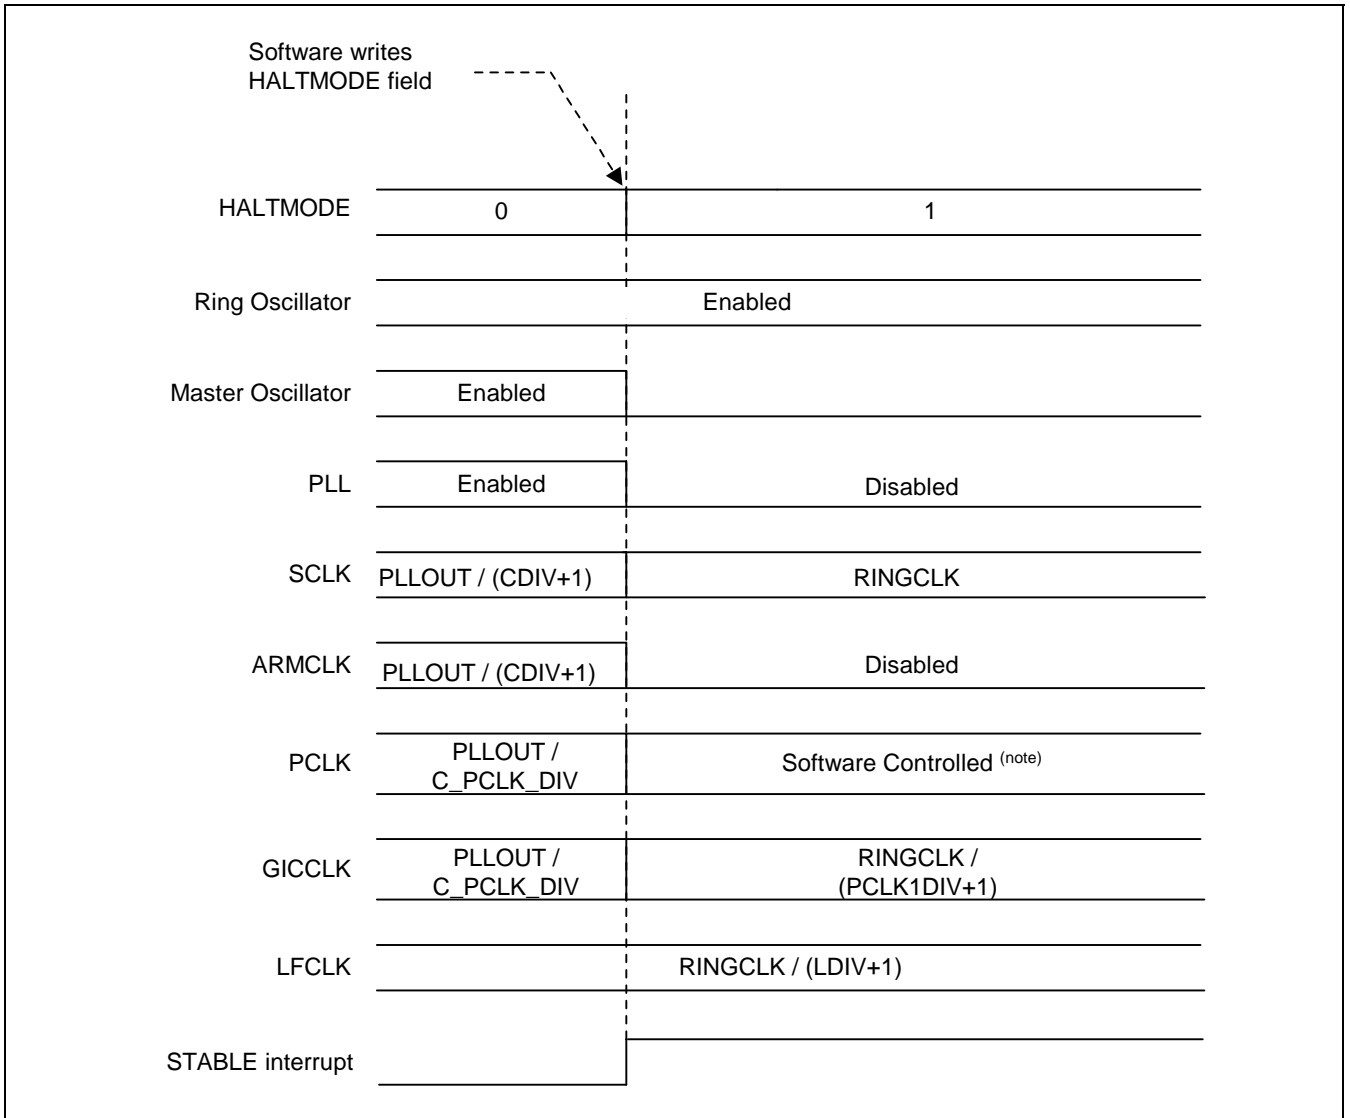 Software writes
HALTMODE field
HALTMODE
0
1
Ring Oscillator
Enabled
Master Oscillator
Enabled
PLL
Enabled
Disabled
SCLK
PLLOUT / (CDIV+1)
RINGCLK
ARMCLK
PLLOUT / (CDIV+1)
Disabled
PCLK
PLLOUT /
C_PCLK_DIV
Software Controlled (note)
GICCLK
PLLOUT /
C_PCLK_DIV
RINGCLK /
(PCLK1DIV+1)
LFCLK
RINGCLK / (LDIV+1)
STABLE interrupt